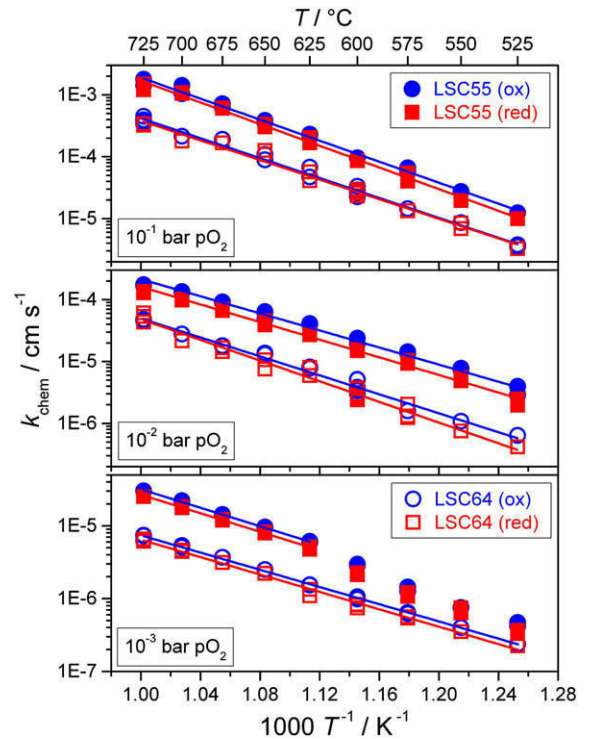 T / °C
725 700 675 650 625 600 575 550 525
1E-3
1E-4
1E-5
LSC55 (ox)
LSC55 (red)
10⁻¹ bar pO₂
1E-4
1E-5
1E-6
10⁻² bar pO₂
k_chem / cm s⁻¹
1E-5
1E-6
1E-7
LSC64 (ox)
LSC64 (red)
10⁻³ bar pO₂
1.00 1.04 1.08 1.12 1.16 1.20 1.24 1.28
1000 T⁻¹ / K⁻¹